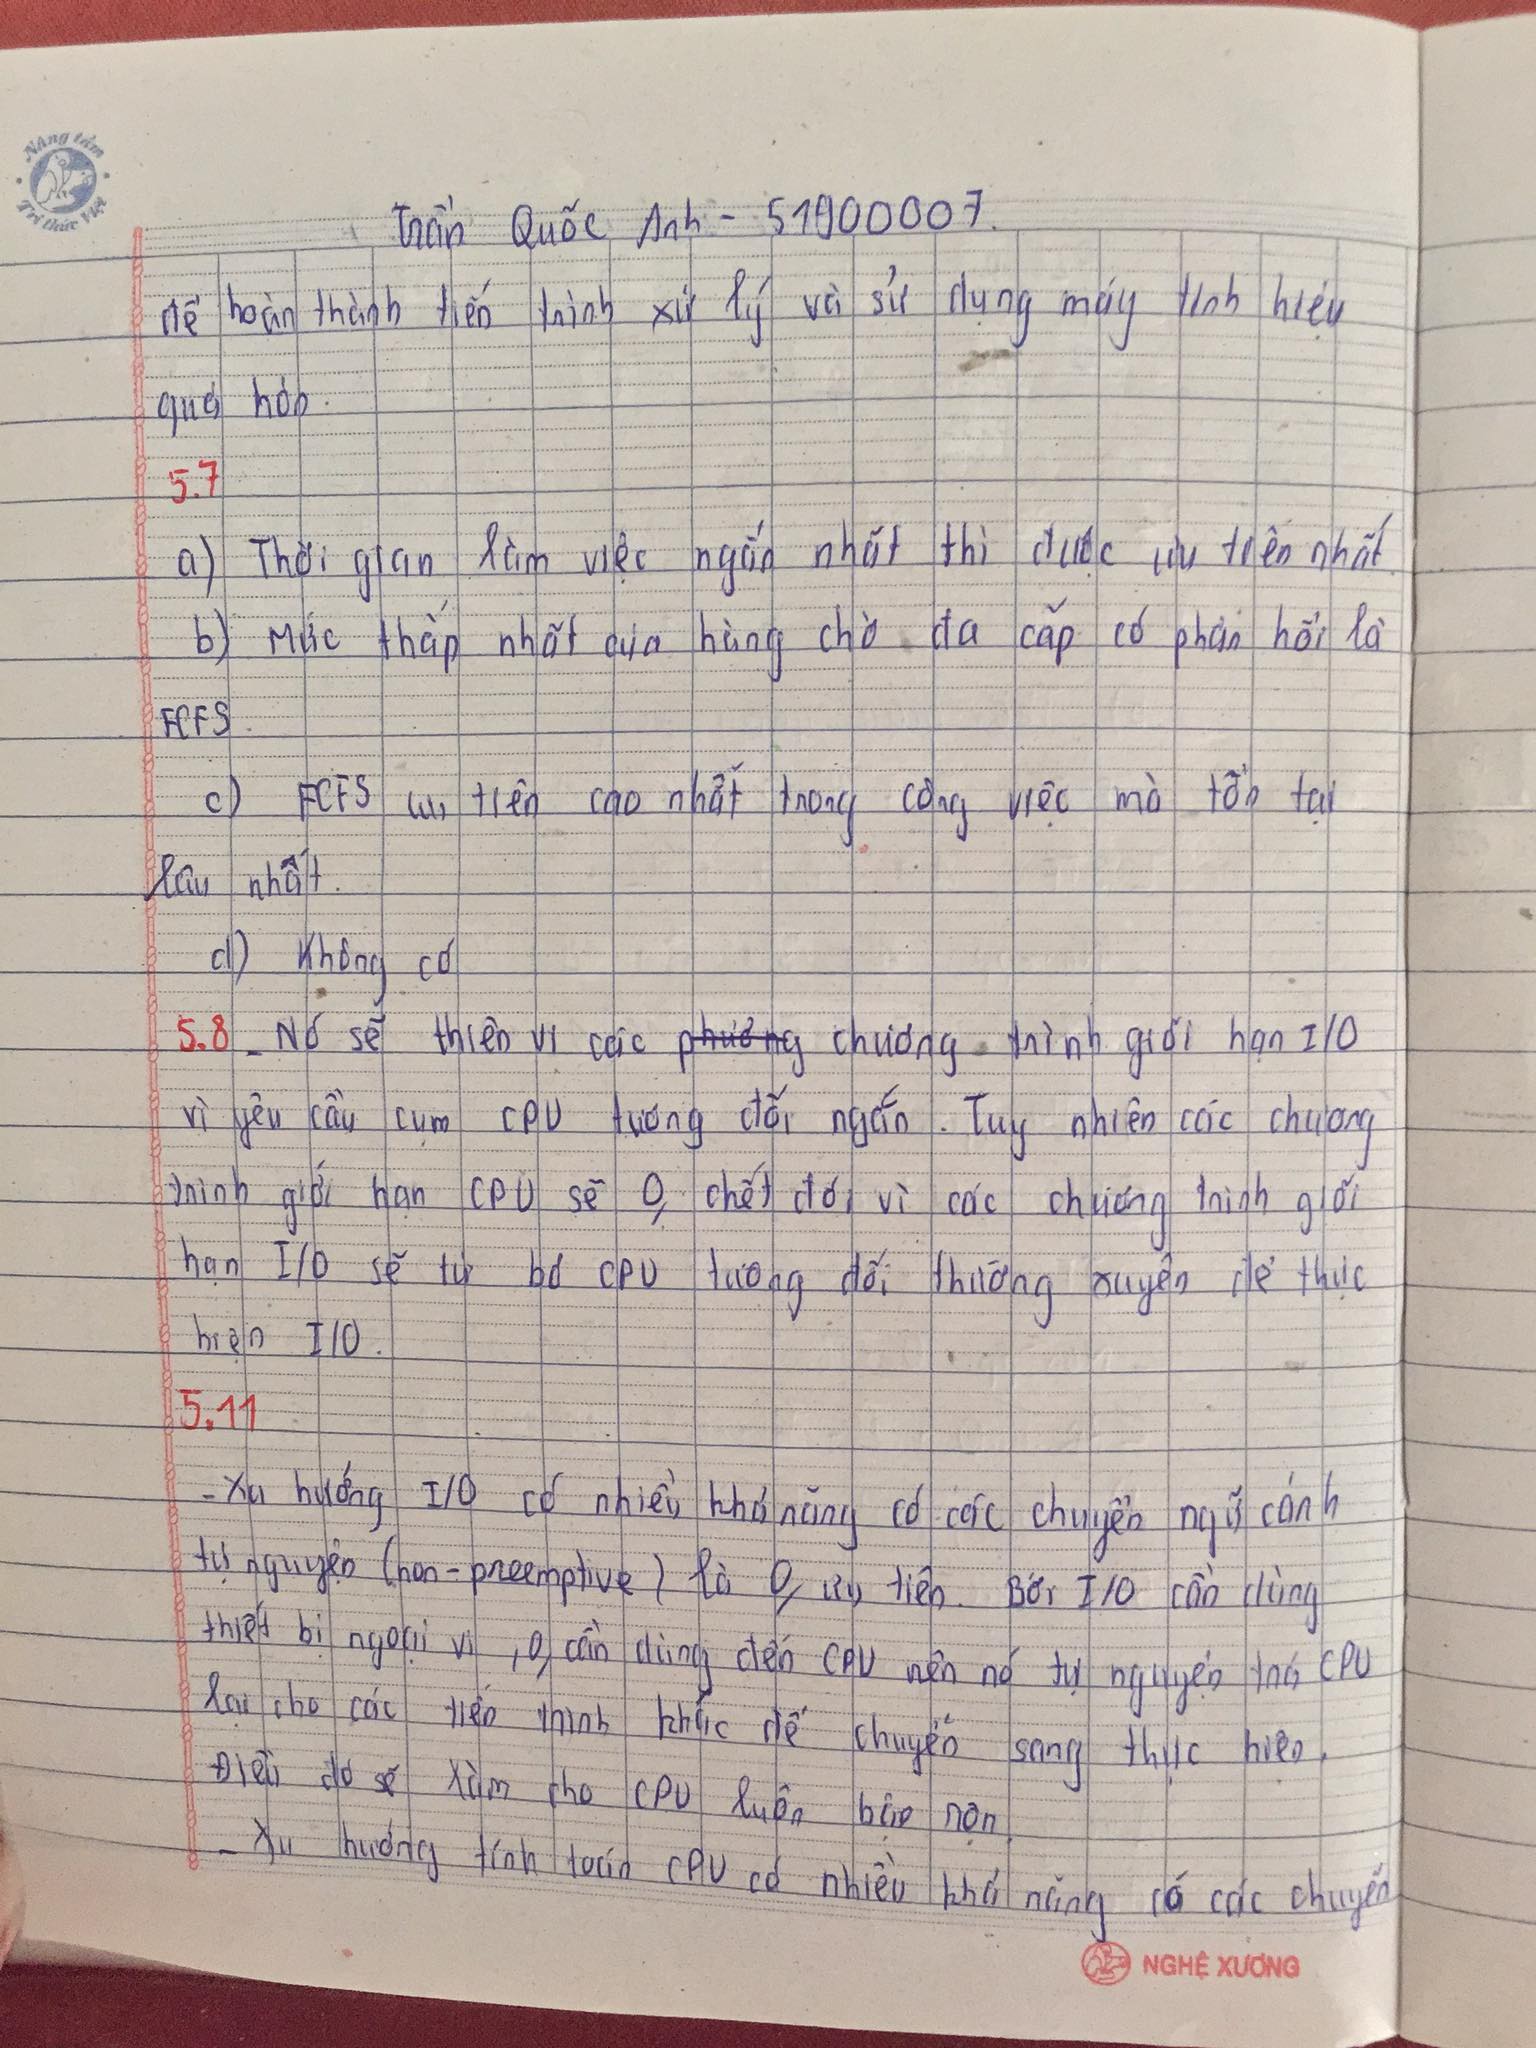 Nâng tầm
Trí thức Việt
Trần Quốc Anh - 51900007.
để hoàn thành tiến trình xử lý và sử dụng máy tính hiệu
quả hơn.
5.7
a) Thời gian làm việc ngắn nhất thì được ưu tiên nhất.
b) Mức thấp nhất của hàng chờ đa cấp có phản hồi là
FCFS.
c) FCFS ưu tiên cao nhất trong công việc mà tồn tại
lâu nhất.
d) Không có
5.8 - Nó sẽ thiên vị các phương chương trình giới hạn I/O
vì yêu cầu cụm CPU tương đối ngắn. Tuy nhiên các chương
trình giới hạn CPU sẽ 0, chết đói vì các chương trình giới
hạn I/O sẽ từ bỏ CPU tương đối thường xuyên để thực
hiện I/O.
5.11
- Xu hướng I/O có nhiều khả năng có các chuyển ngữ cảnh
tự nguyện (non-preemptive) là 0, ưu tiên. Bởi I/O cần dùng
thiết bị ngoại vi, 0, cần dùng đến CPU nên nó tự nguyện trả CPU
lại cho các tiến trình khác để chuyển sang thực hiện.
Điều đó sẽ làm cho CPU luôn bận rộn.
- Xu hướng tính toán CPU có nhiều khả năng có các chuyển
NGHỆ XƯƠNG